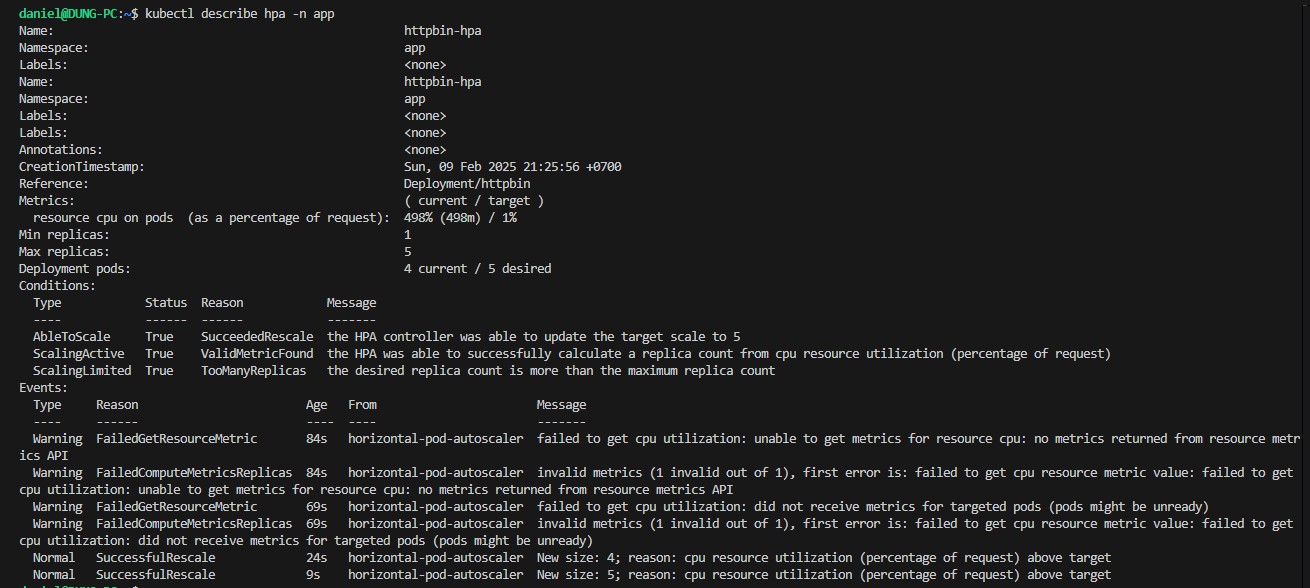 daniel@DUNG-PC:~$ kubectl describe hpa -n app
Name:                                                  httpbin-hpa
Namespace:                                             app
Labels:                                                <none>
Name:                                                  httpbin-hpa
Namespace:                                             app
Labels:                                                <none>
Labels:                                                <none>
Annotations:                                           <none>
CreationTimestamp:                                     Sun, 09 Feb 2025 21:25:56 +0700
Reference:                                             Deployment/httpbin
Metrics:                                               ( current / target )
  resource cpu on pods  (as a percentage of request):  498% (498m) / 1%
Min replicas:                                          1
Max replicas:                                          5
Deployment pods:                                       4 current / 5 desired
Conditions:
  Type            Status  Reason            Message
  ----            ------  ------            -------
  AbleToScale     True    SucceededRescale  the HPA controller was able to update the target scale to 5
  ScalingActive   True    ValidMetricFound  the HPA was able to successfully calculate a replica count from cpu resource utilization (percentage of request)
  ScalingLimited  True    TooManyReplicas   the desired replica count is more than the maximum replica count
Events:
  Type     Reason                        Age   From                       Message
  ----     ------                        ----  ----                       -------
  Warning  FailedGetResourceMetric       84s   horizontal-pod-autoscaler  failed to get cpu utilization: unable to get metrics for resource cpu: no metrics returned from resource metr
ics API
  Warning  FailedComputeMetricsReplicas  84s   horizontal-pod-autoscaler  invalid metrics (1 invalid out of 1), first error is: failed to get cpu resource metric value: failed to get
cpu utilization: unable to get metrics for resource cpu: no metrics returned from resource metrics API
  Warning  FailedGetResourceMetric       69s   horizontal-pod-autoscaler  failed to get cpu utilization: did not receive metrics for targeted pods (pods might be unready)
  Warning  FailedComputeMetricsReplicas  69s   horizontal-pod-autoscaler  invalid metrics (1 invalid out of 1), first error is: failed to get cpu resource metric value: failed to get
cpu utilization: did not receive metrics for targeted pods (pods might be unready)
  Normal   SuccessfulRescale             24s   horizontal-pod-autoscaler  New size: 4; reason: cpu resource utilization (percentage of request) above target
  Normal   SuccessfulRescale             9s    horizontal-pod-autoscaler  New size: 5; reason: cpu resource utilization (percentage of request) above target